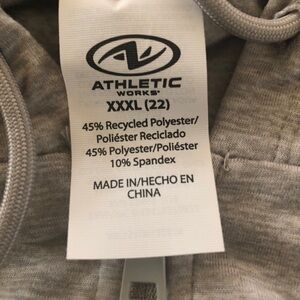 ATHLETIC
WORKS®
XXXL (22)
45% Recycled Polyester/
Poliéster Reciclado
45% Polyester/Poliéster
10% Spandex
MADE IN/HECHO EN
CHINA